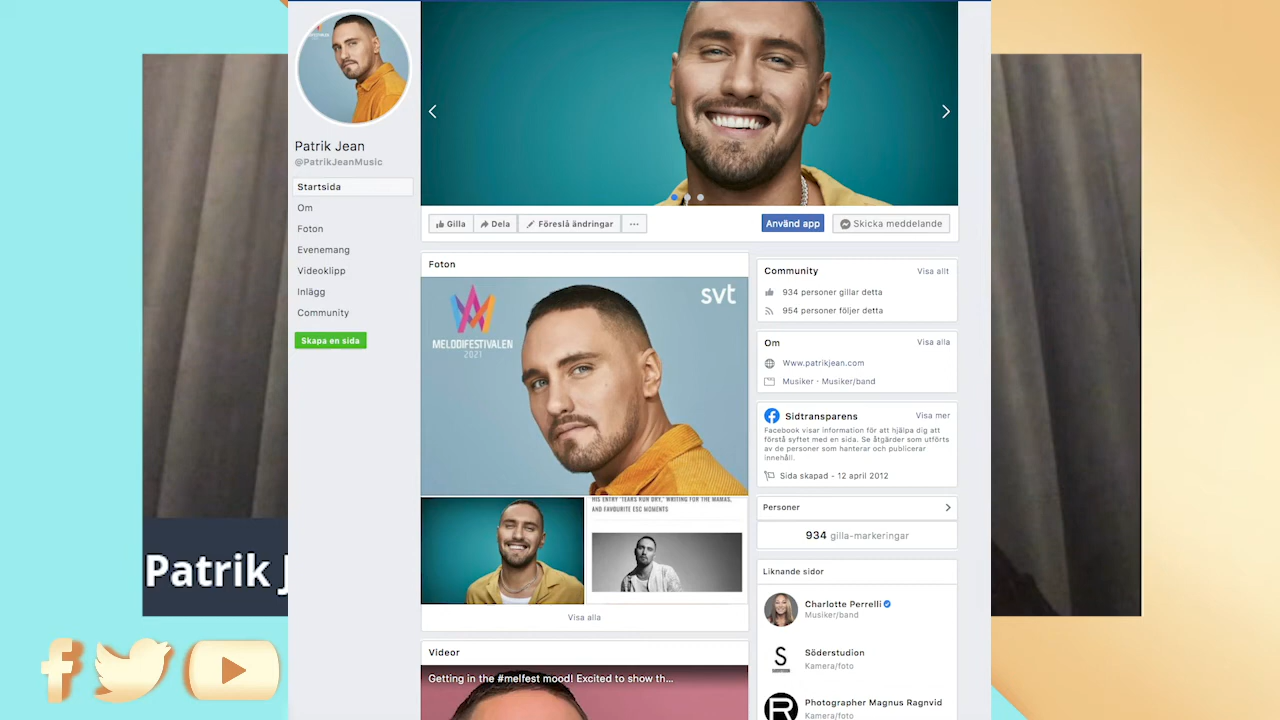 Patrik Jean
@PatrikJeanMusic
Startsida
Om
Foton
Evenemang
Videoklipp
Inlägg
Community
Skapa en sida
Gilla
Dela
Föreslå ändringar
Använd app
Skicka meddelande
Foton
MELODIFESTIVALEN
2021
svt
HIS ENTRY 'TEARS RUN DRY,' WRITING FOR THE MAMAS,
AND FAVOURITE ESC MOMENTS
Visa alla
Videor
Getting in the #melfest mood! Excited to show th...
Community
Visa allt
934 personer gillar detta
954 personer följer detta
Om
Visa alla
Www.patrikjean.com
Musiker · Musiker/band
Sidtransparens
Visa mer
Facebook visar information för att hjälpa dig att
förstå syftet med en sida. Se åtgärder som utförts
av de personer som hanterar och publicerar
innehåll.
Sida skapad - 12 april 2012
Personer
934 gilla-markeringar
Liknande sidor
Charlotte Perrelli
Musiker/band
Söderstudion
Kamera/foto
Photographer Magnus Ragnvid
Kamera/foto
Patrik J